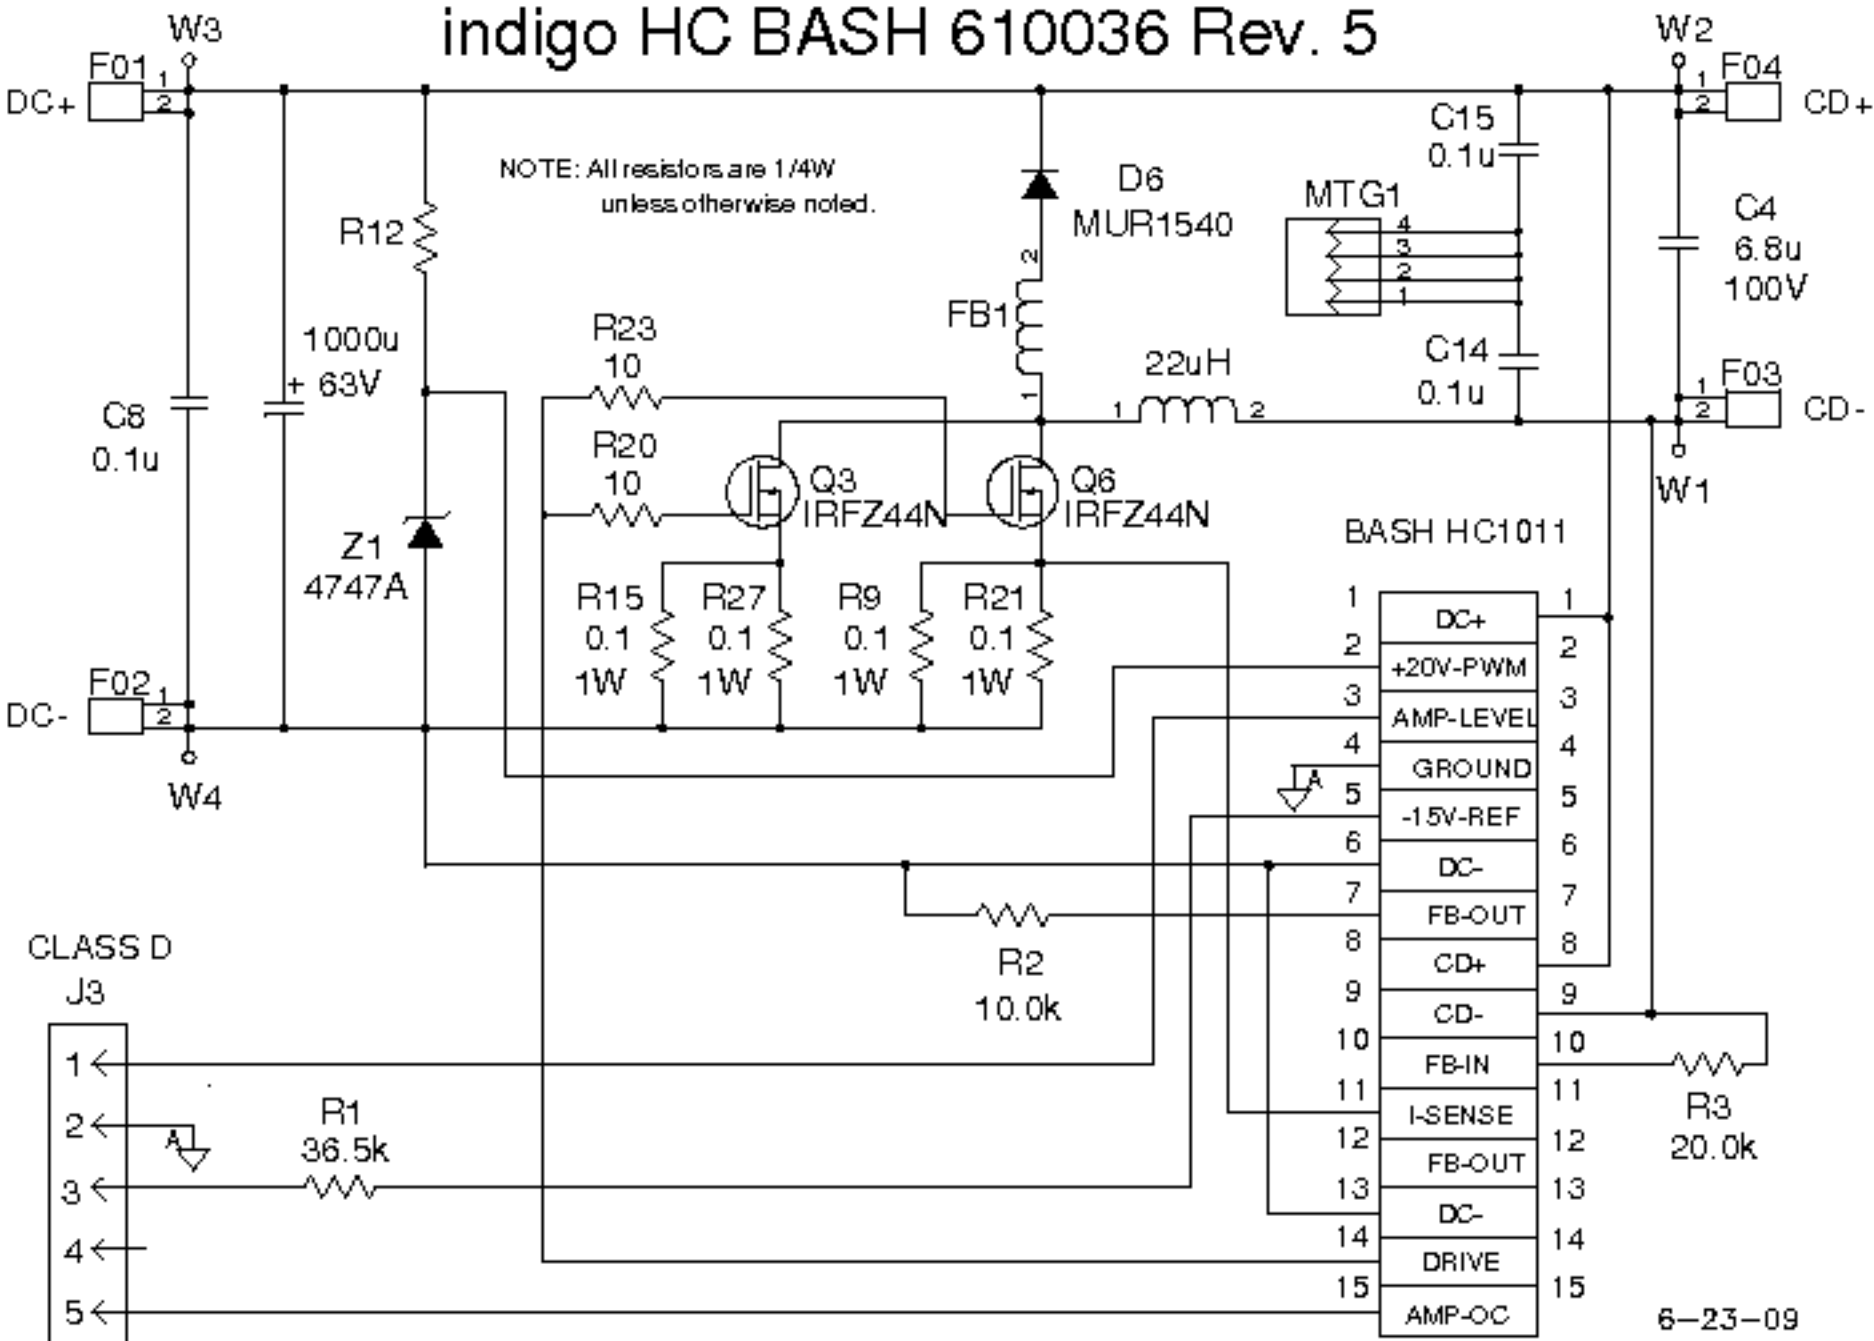 indigo HC BASH 610036 Rev. 5
W3
W2
F01
1
2
DC+
F04
1
2
CD+
NOTE: All resistors are 1/4W
unless otherwise noted.
R12
D6
MUR1540
C15
0.1u
MTG1
4
3
2
1
C4
6.8u
100V
2
FB1
1
1000u
+ 63V
R23
10
C8
0.1u
22uH
1
2
C14
0.1u
F03
1
2
CD-
W1
R20
10
Q3
IRFZ44N
Q6
IRFZ44N
Z1
4747A
R15
0.1
1W
R27
0.1
1W
R9
0.1
1W
R21
0.1
1W
F02
1
2
DC-
W4
BASH HC1011
1 DC+ 1
2 +20V-PWM 2
3 AMP-LEVEL 3
4 GROUND 4
A
5 -15V-REF 5
6 DC- 6
7 FB-OUT 7
8 CD+ 8
9 CD- 9
10 FB-IN 10
11 I-SENSE 11
12 FB-OUT 12
13 DC- 13
14 DRIVE 14
15 AMP-OC 15
R2
10.0k
R3
20.0k
CLASS D
J3
1
2
A
3
4
5
R1
36.5k
6-23-09